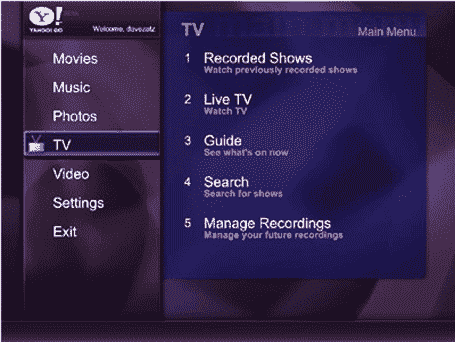 Y!
YAHOO! GO
Welcome, davezatz
Movies
Music
Photos
TV
Video
Settings
Exit
TV
Main Menu
1 Recorded Shows
Watch previously recorded shows
2 Live TV
Watch TV
3 Guide
See what's on now
4 Search
Search for shows
5 Manage Recordings
Manage your future recordings